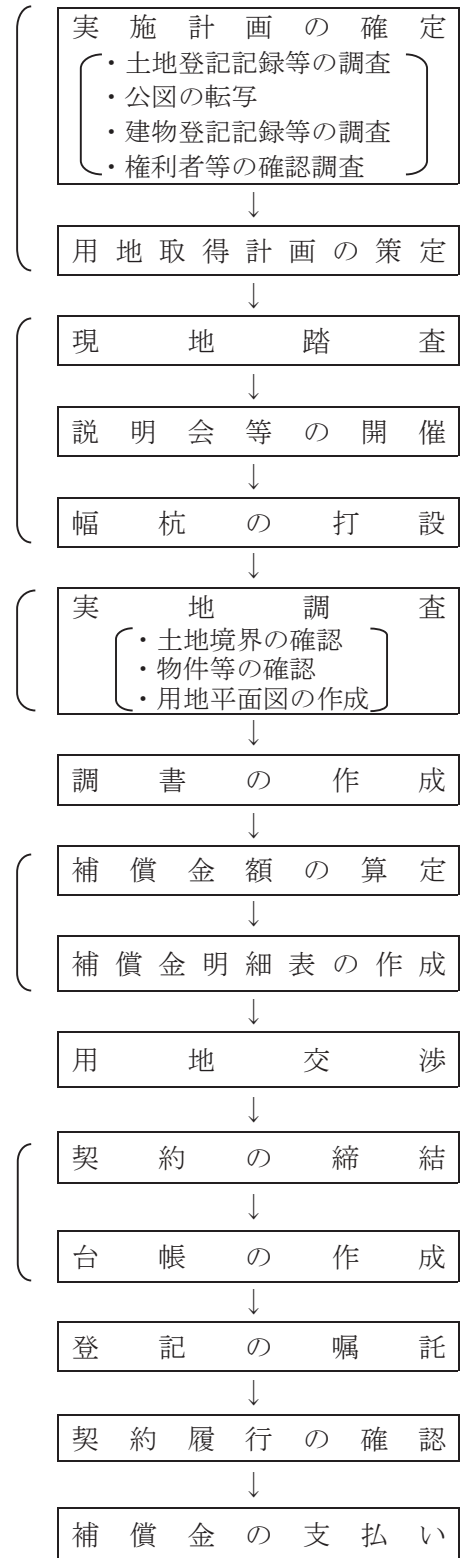 実施計画の確定
・土地登記記録等の調査
・公図の転写
・建物登記記録等の調査
・権利者等の確認調査
↓
用地取得計画の策定
↓
現地踏査
↓
説明会等の開催
↓
幅杭の打設
↓
実地調査
・土地境界の確認
・物件等の確認
・用地平面図の作成
↓
調書の作成
↓
補償金額の算定
↓
補償金明細表の作成
↓
用地交渉
↓
契約の締結
↓
台帳の作成
↓
登記の嘱託
↓
契約履行の確認
↓
補償金の支払い